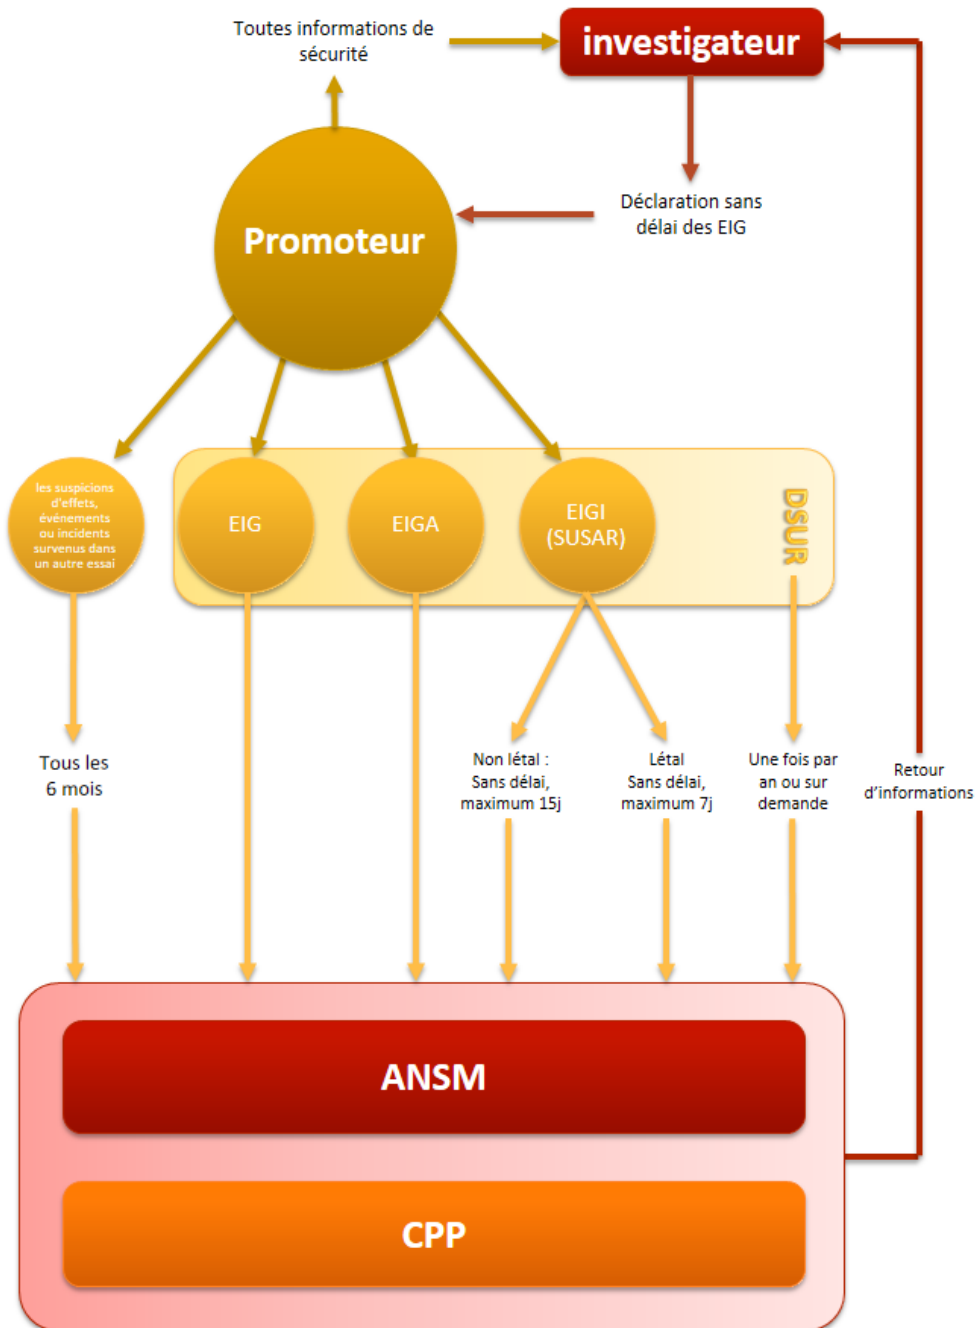 Toutes informations de
sécurité
investigateur
Déclaration sans
délai des EIG
Promoteur
les suspicions
d'effets,
événements
ou incidents
survenus dans
un autre essai
EIG
EIGA
EIGI
(SUSAR)
DSUR
Tous les
6 mois
Non létal :
Sans délai,
maximum 15j
Létal
Sans délai,
maximum 7j
Une fois par
an ou sur
demande
Retour
d'informations
ANSM
CPP